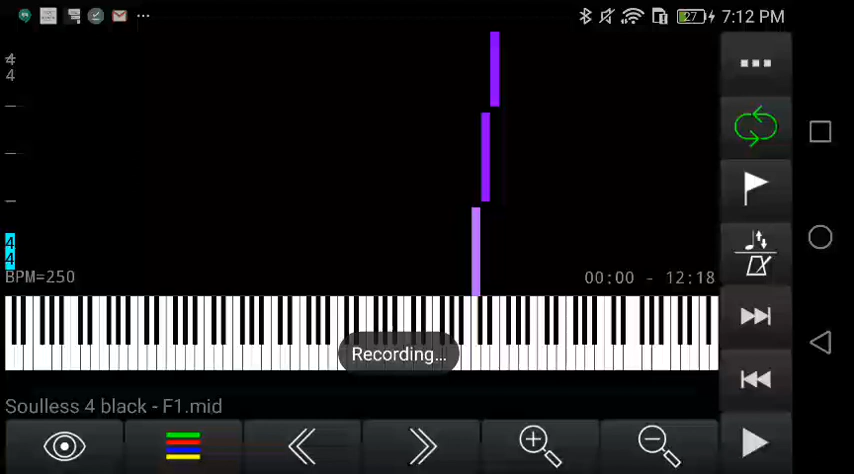 27 7:12 PM
4
4
4
4
BPM=250
00:00 - 12:18
Recording...
Soulless 4 black - F1.mid